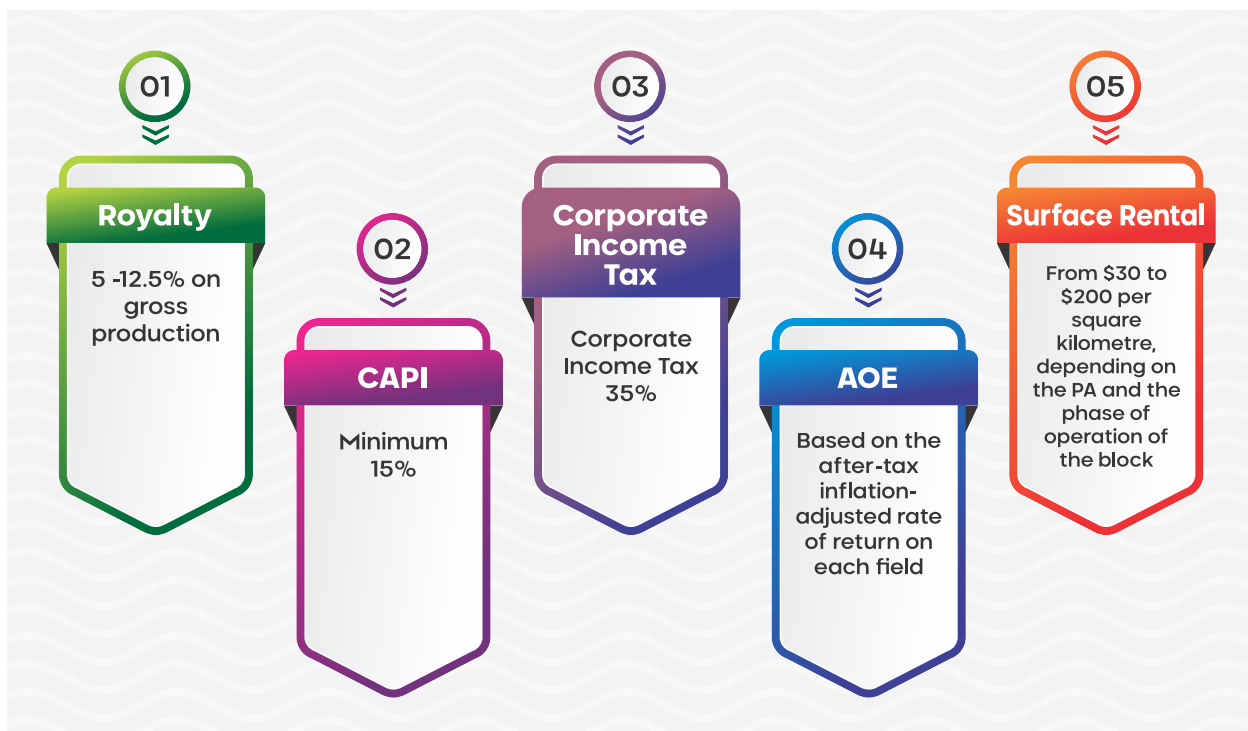 01
Royalty
5 -12.5% on
gross
production
02
CAPI
Minimum
15%
03
Corporate
Income
Tax
Corporate
Income Tax
35%
04
AOE
Based on the
after-tax
inflation-
adjusted rate
of return on
each field
05
Surface Rental
From $30 to
$200 per
square
kilometre,
depending on
the PA and the
phase of
operation of
the block